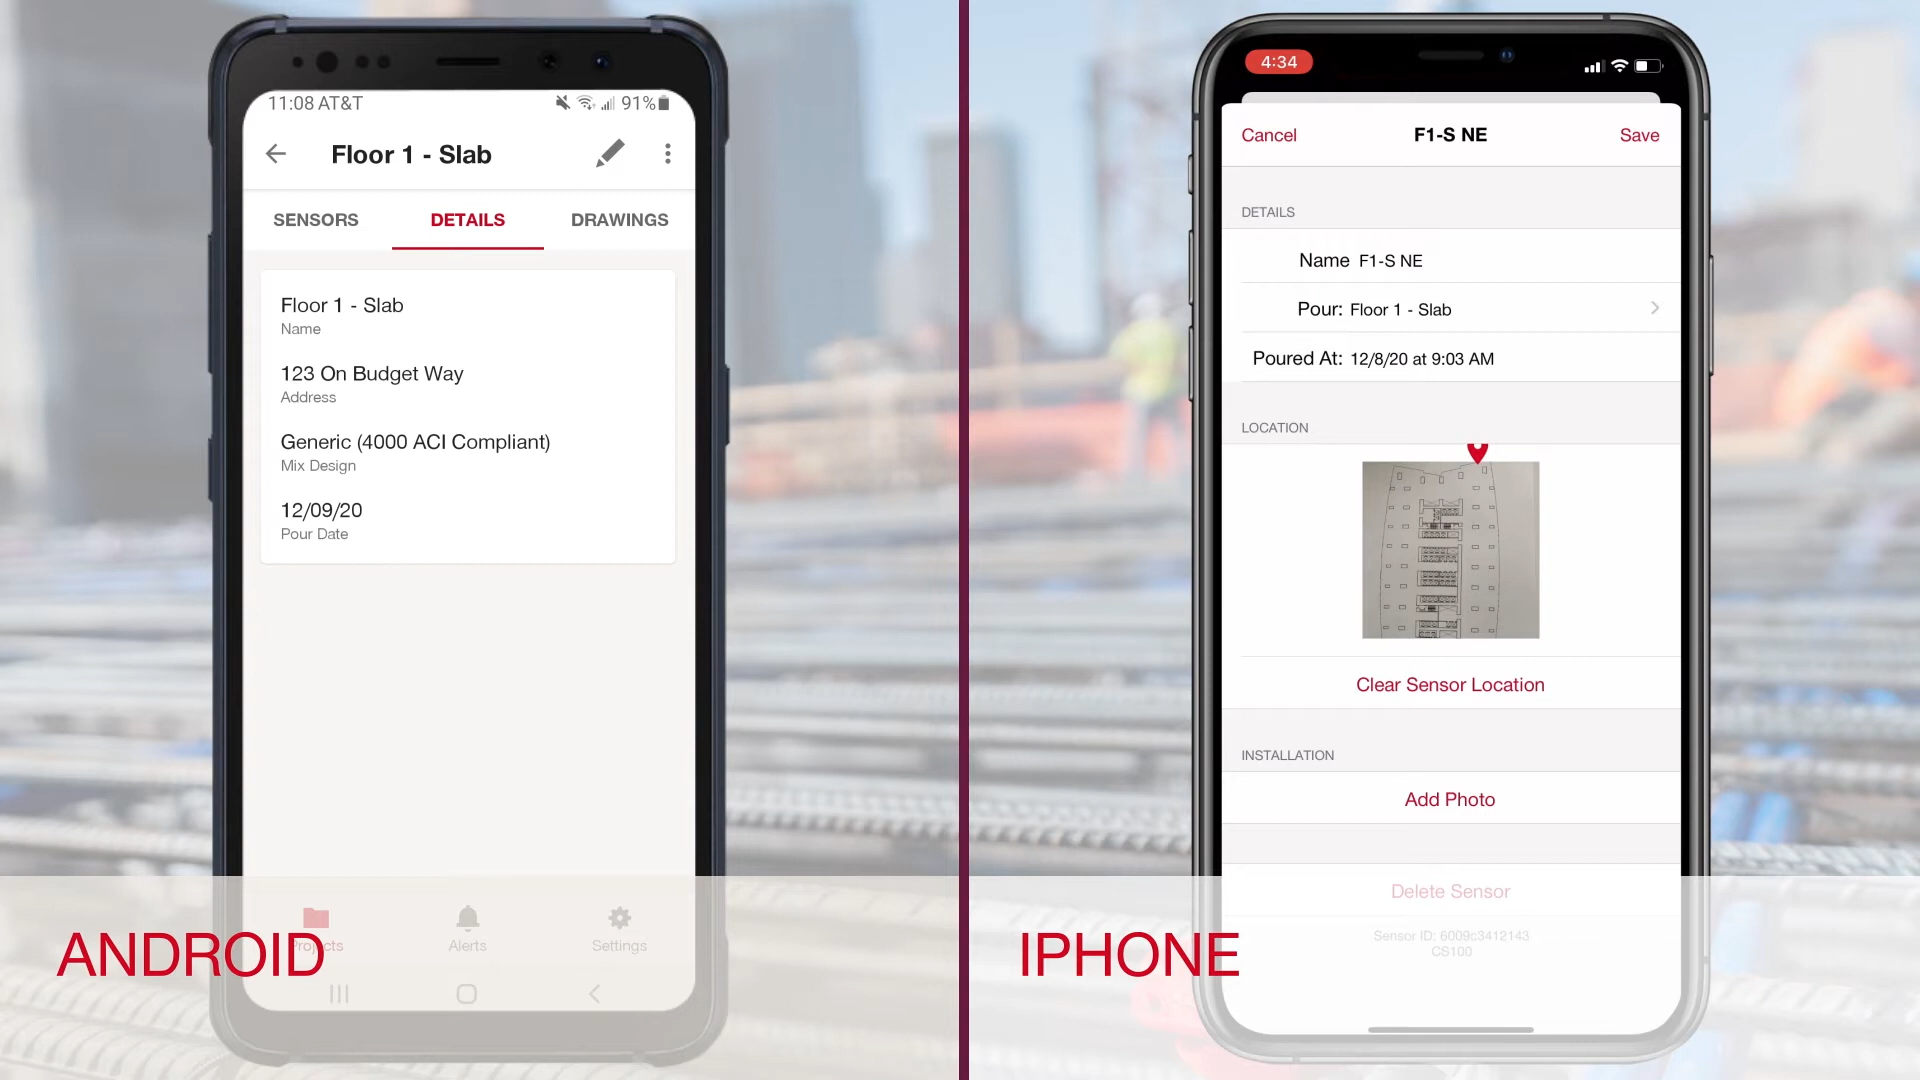 11:08 AT&T
91%
Floor 1 - Slab
SENSORS
DETAILS
DRAWINGS
Floor 1 - Slab
Name
123 On Budget Way
Address
Generic (4000 ACI Compliant)
Mix Design
12/09/20
Pour Date
Projects
Alerts
Settings
ANDROID
4:34
Cancel
F1-S NE
Save
DETAILS
Name F1-S NE
Pour: Floor 1 - Slab
Poured At: 12/8/20 at 9:03 AM
LOCATION
Clear Sensor Location
INSTALLATION
Add Photo
Delete Sensor
Sensor ID: 6009c3412143
CS100
IPHONE